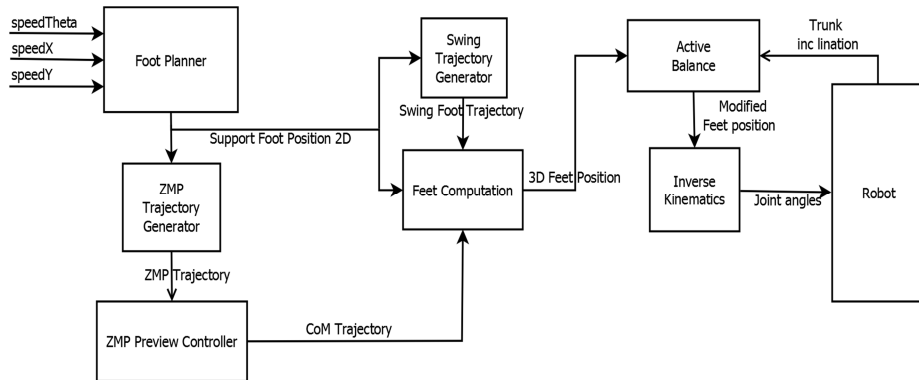 speedTheta
speedX
speedY
Foot Planner
Swing
Trajectory
Generator
Active
Balance
Trunk
inc lination
Swing Foot Trajectory
Modified
Feet position
Support Foot Position 2D
ZMP
Trajectory
Generator
Feet Computation
3D Feet Position
Inverse
Kinematics
Joint angles
Robot
ZMP Trajectory
ZMP Preview Controller
CoM Trajectory